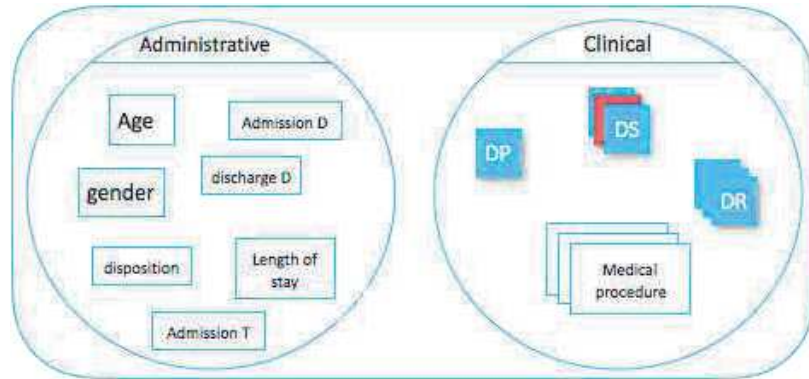 Administrative
Age
Admission D
gender
discharge D
disposition
Length of
stay
Admission T
Clinical
DP
DS
DR
Medical
procedure